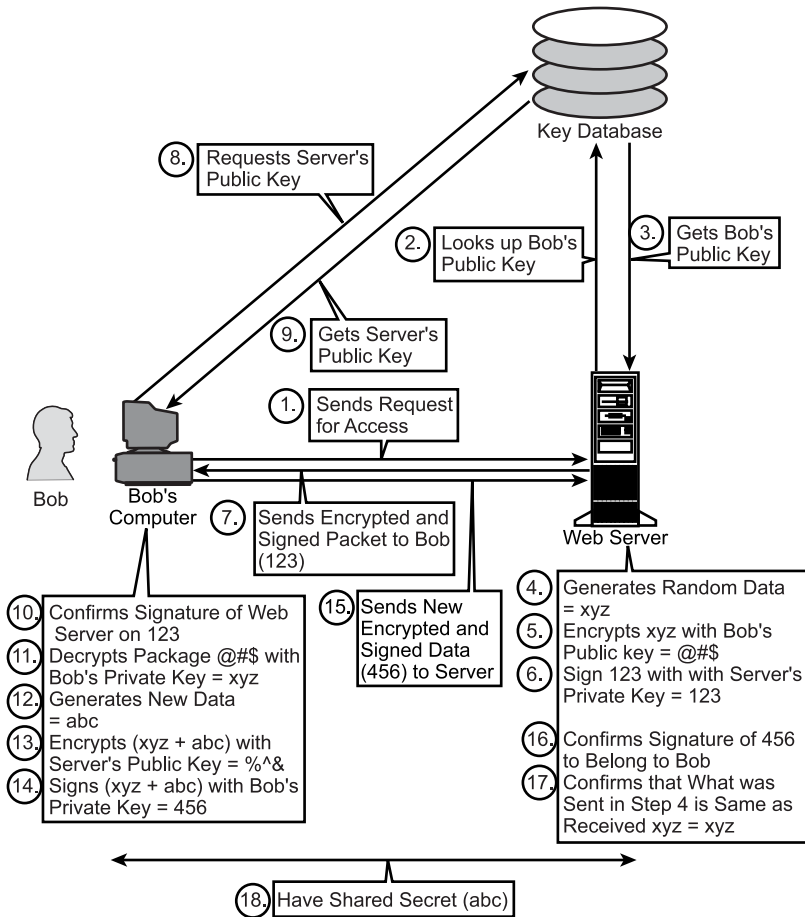 Key Database
8. Requests Server's
Public Key
2. Looks up Bob's
Public Key
3. Gets Bob's
Public Key
9. Gets Server's
Public Key
1. Sends Request
for Access
Bob
Bob's
Computer
7. Sends Encrypted and
Signed Packet to Bob
(123)
Web Server
10. Confirms Signature of Web
Server on 123
11. Decrypts Package @#$ with
Bob's Private Key = xyz
12. Generates New Data
= abc
13. Encrypts (xyz + abc) with
Server's Public Key = %^&
14. Signs (xyz + abc) with Bob's
Private Key = 456
15. Sends New
Encrypted and
Signed Data
(456) to Server
4. Generates Random Data
= xyz
5. Encrypts xyz with Bob's
Public key = @#$
6. Sign 123 with with Server's
Private Key = 123
16. Confirms Signature of 456
to Belong to Bob
17. Confirms that What was
Sent in Step 4 is Same as
Received xyz = xyz
18. Have Shared Secret (abc)